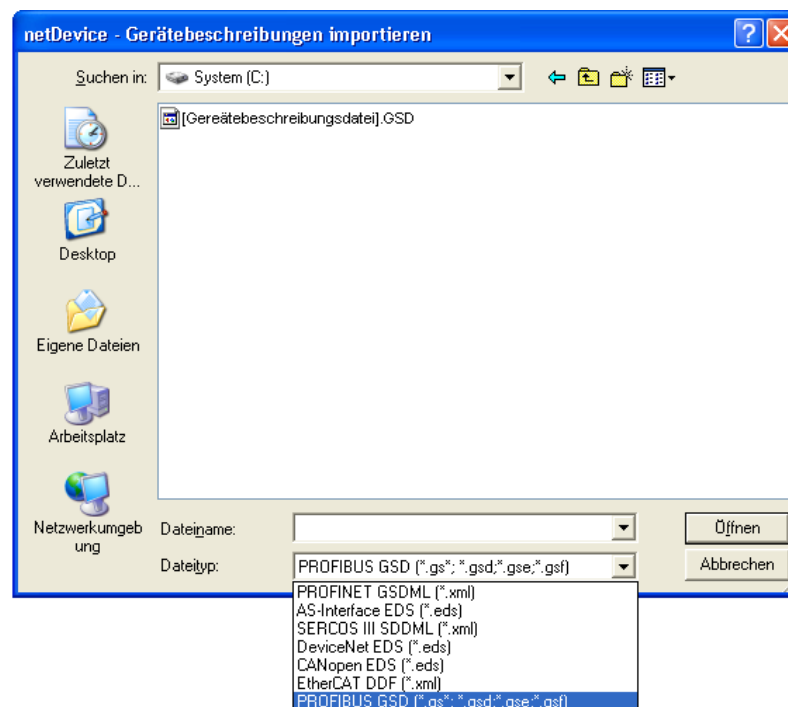 netDevice - Gerätebeschreibungen importieren
Suchen in:
System (C:)
[Gereätebeschreibungsdatei].GSD
Zuletzt
verwendete D...
Desktop
Eigene Dateien
Arbeitsplatz
Netzwerkumgeb
ung
Dateiname:
Öffnen
Dateityp:
PROFIBUS GSD (*.gs*; *.gsd;*.gse;*.gsf)
Abbrechen
PROFINET GSDML (*.xml)
AS-Interface EDS (*.eds)
SERCOS III SDDML (*.xml)
DeviceNet EDS (*.eds)
CANopen EDS (*.eds)
EtherCAT DDF (*.xml)
PROFIBUS GSD (*.gs*; *.gsd;*.gse;*.gsf)